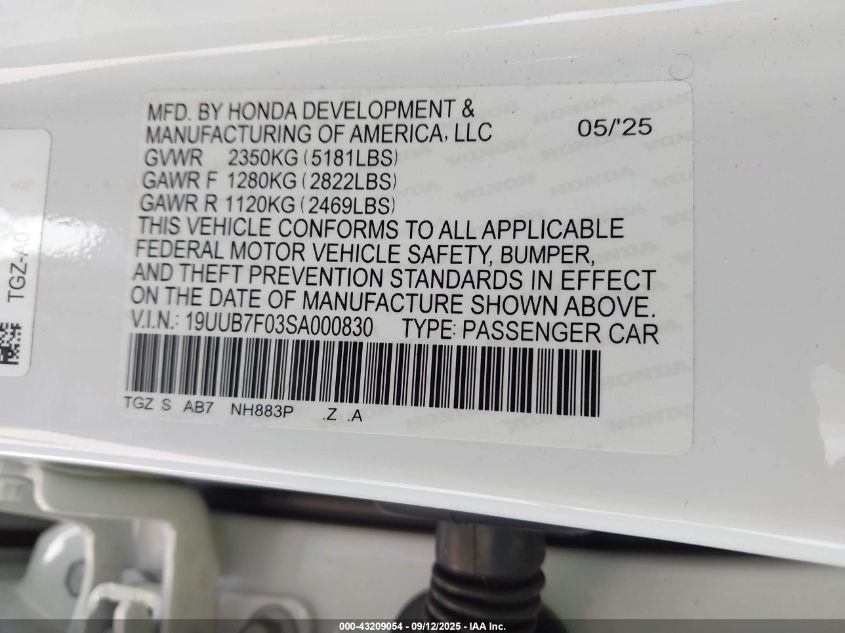 MFD. BY HONDA DEVELOPMENT &
MANUFACTURING OF AMERICA, LLC 05/'25
GVWR 2350KG (5181LBS)
GAWR F 1280KG (2822LBS)
GAWR R 1120KG (2469LBS)
THIS VEHICLE CONFORMS TO ALL APPLICABLE
FEDERAL MOTOR VEHICLE SAFETY, BUMPER,
AND THEFT PREVENTION STANDARDS IN EFFECT
ON THE DATE OF MANUFACTURE SHOWN ABOVE.
V.I.N.: 19UUB7F03SA000830 TYPE: PASSENGER CAR
TGZ S AB7 NH883P .Z .A
TGZ-A0
000-43209054 - 09/12/2025 - IAA Inc.